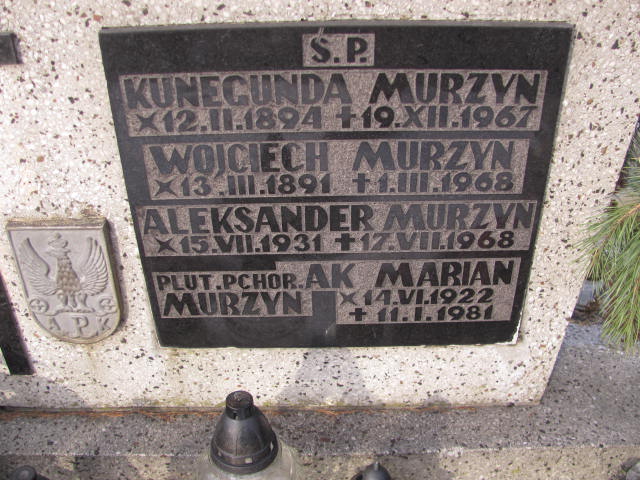 Ś.P.
KUNEGUNDA MURZYN
×12.II.1894 +19.XII.1967
WOJCIECH MURZYN
×13.III.1891 +1.III.1968
ALEKSANDER MURZYN
×15.VII.1931 +17.VII.1968
PLUT.PCHOR. AK MARIAN
MURZYN ×14.VI.1922
+11.I.1981
APK